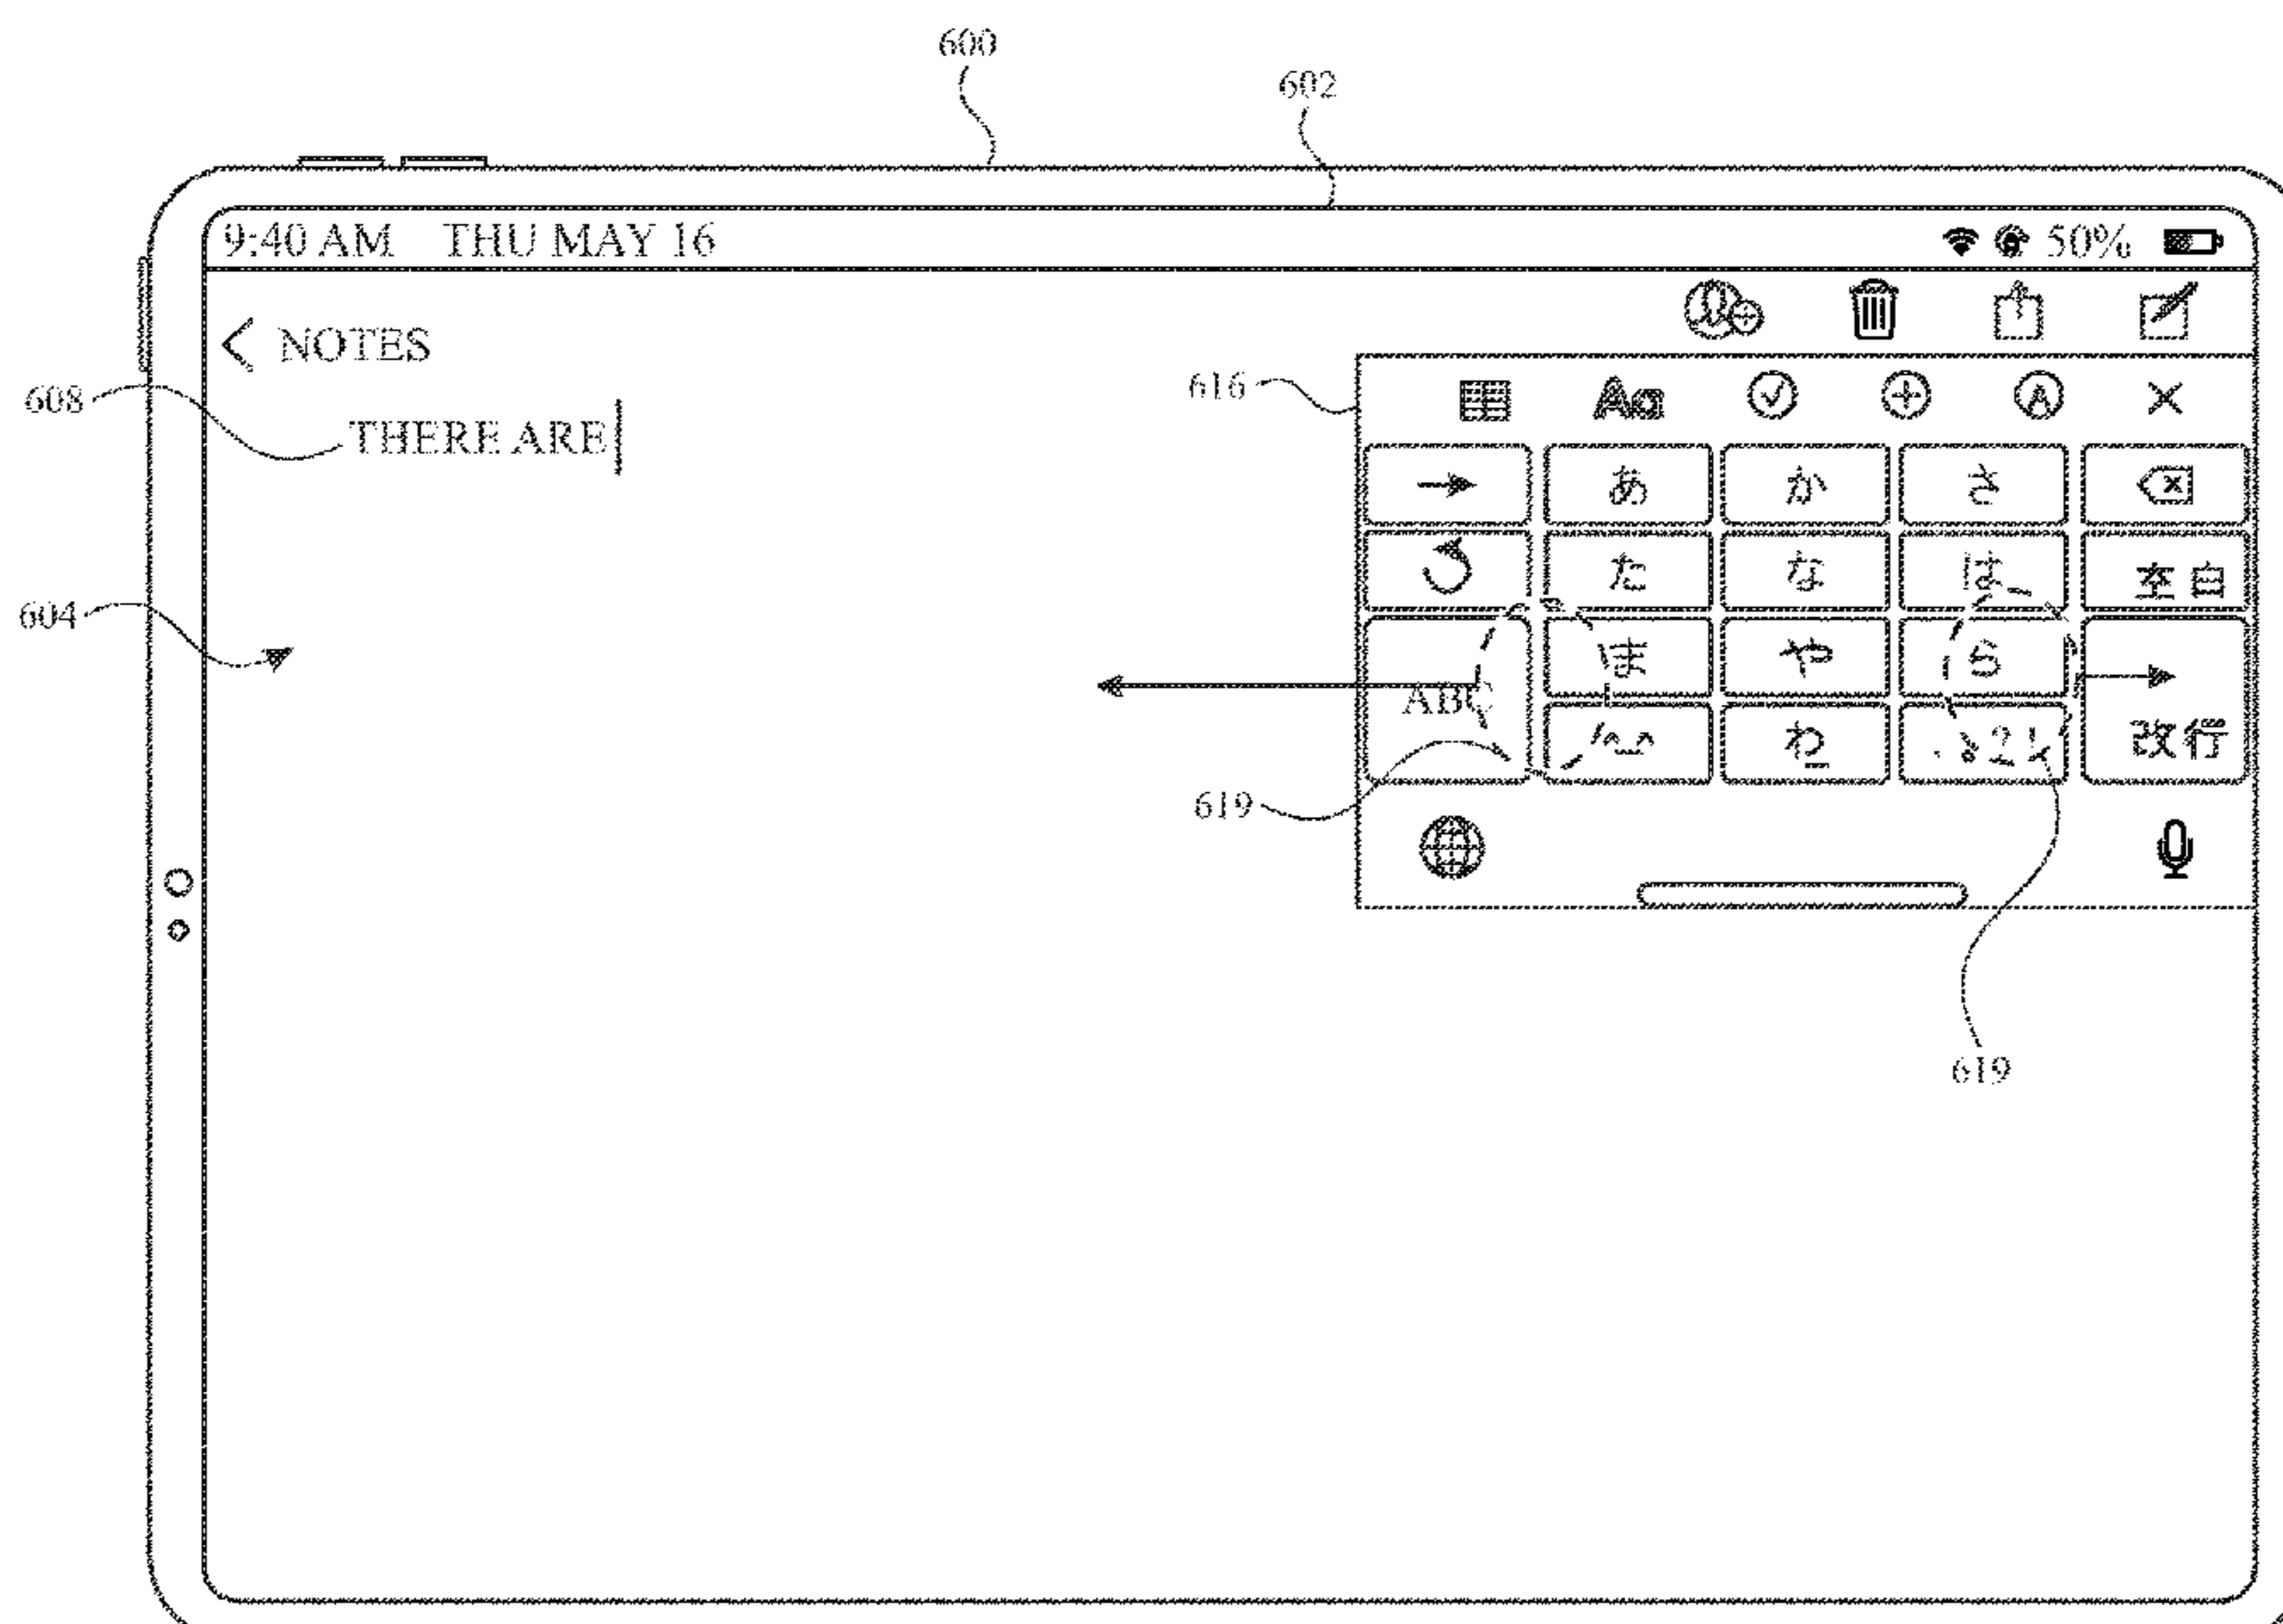 600
602
9:40 AM THU MAY 16 50%
NOTES
608
THERE ARE
616
Aa A
あ か さ
た な は 空白
604
ABC ま や ら
^_^ わ 、。?! 改行
619
619